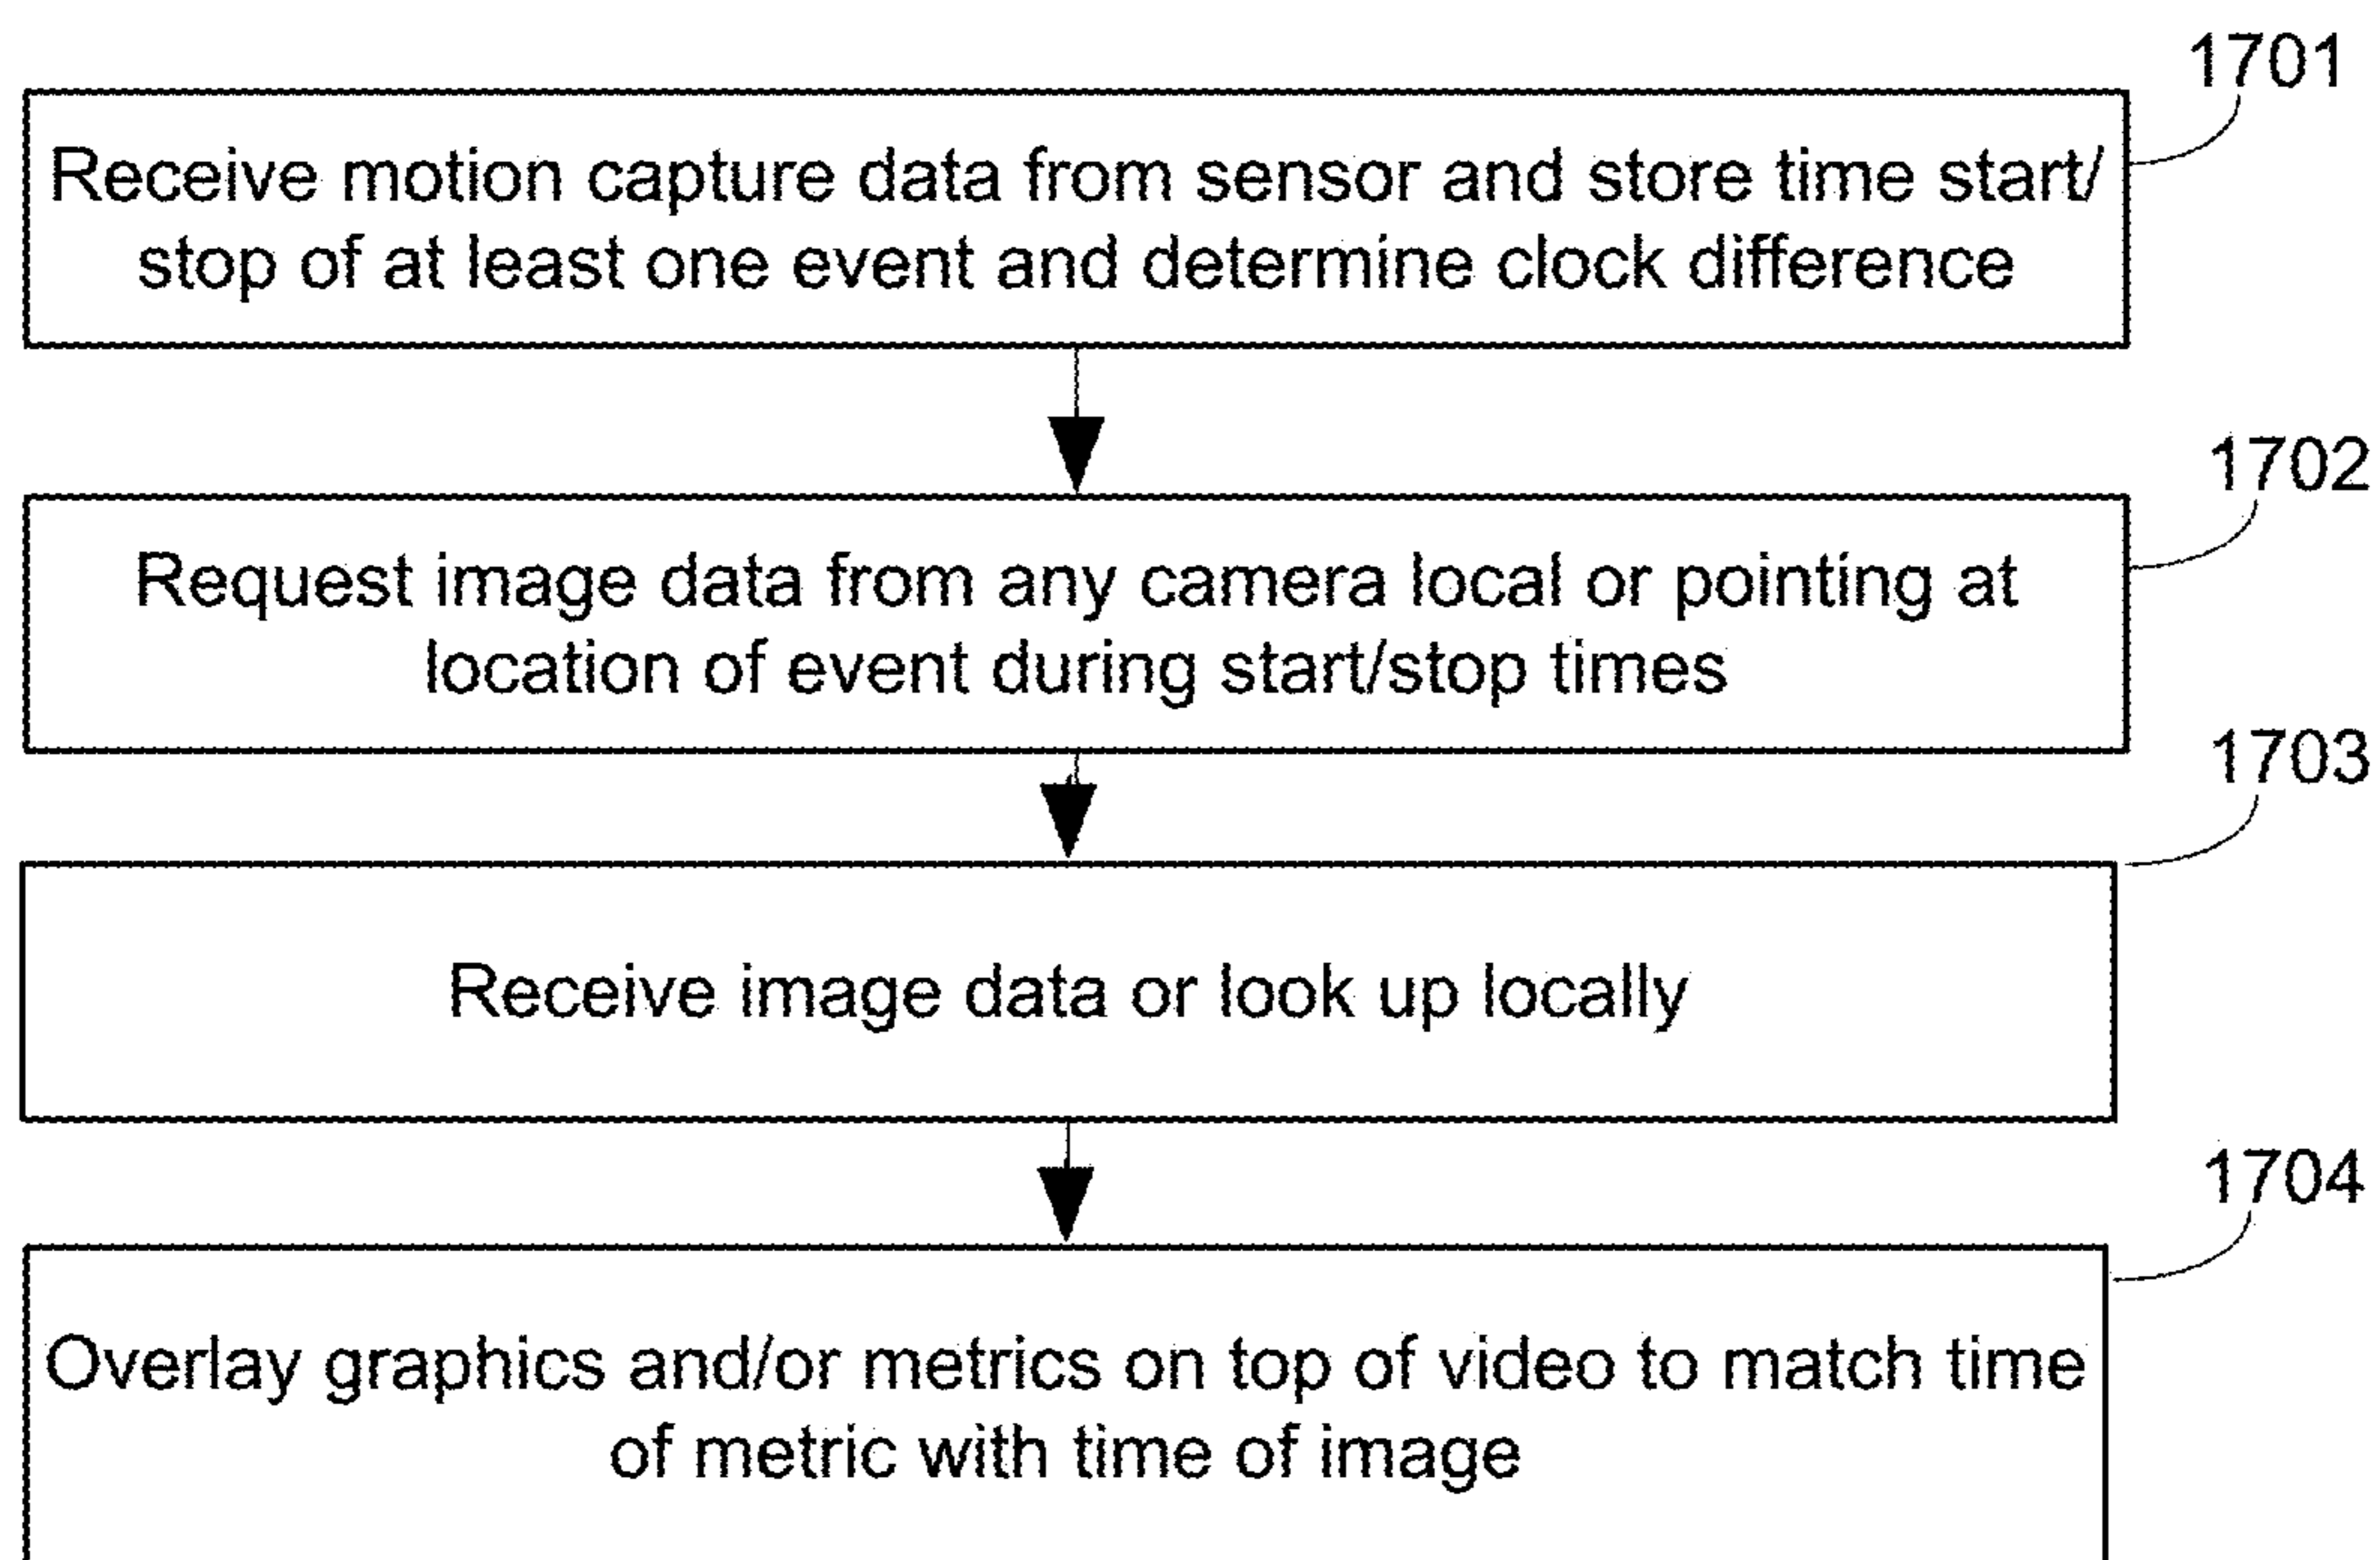 1701
Receive motion capture data from sensor and store time start/
stop of at least one event and determine clock difference
1702
Request image data from any camera local or pointing at
location of event during start/stop times
1703
Receive image data or look up locally
1704
Overlay graphics and/or metrics on top of video to match time
of metric with time of image